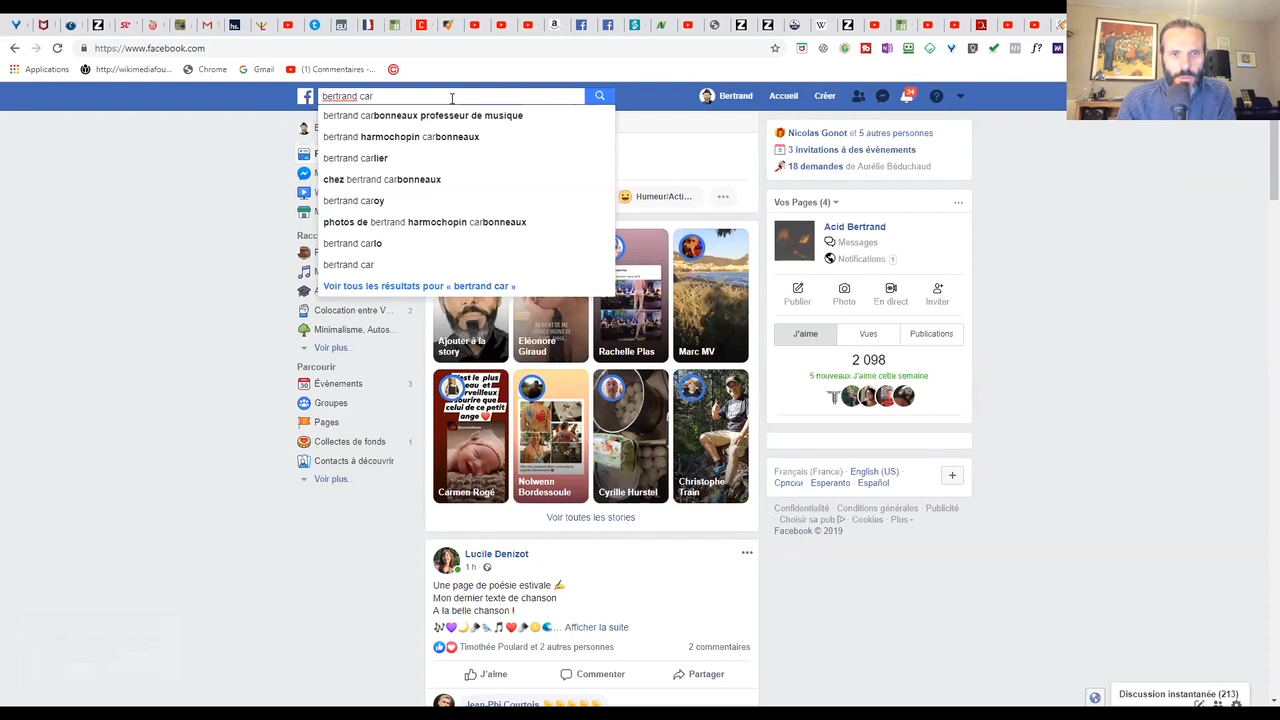 https://www.facebook.com
Applications
http://wikimediafou...
Chrome
Gmail
(1) Commentaires -...
bertrand car
Bertrand
Accueil
Créer
34
bertrand carbonneaux professeur de musique
bertrand harmochopin carbonneaux
bertrand carlier
chez bertrand carbonneaux
bertrand caroy
photos de bertrand harmochopin carbonneaux
bertrand carlo
bertrand car
Voir tous les résultats pour « bertrand car »
Humeur/Acti...
Colocation entre V... 2
Minimalisme, Autos...
Voir plus...
Parcourir
Évènements 3
Groupes
Pages
Collectes de fonds 1
Contacts à découvrir
Voir plus...
Ajouter à la story
Eléonore Giraud
Rachelle Plas
Marc MV
Carmen Rogé
Nolwenn Bordessoule
Cyrille Hurstel
Christophe Train
Voir toutes les stories
Lucile Denizot
1 h
Une page de poésie estivale ✍
Mon dernier texte de chanson
A la belle chanson !
Afficher la suite
Timothée Poulard et 2 autres personnes
2 commentaires
J'aime
Commenter
Partager
Jean-Phi Courtois
Nicolas Gonot et 5 autres personnes
3 invitations à des évènements
18 demandes de Aurélie Béduchaud
Vos Pages (4)
Acid Bertrand
Messages
Notifications 1
Publier
Photo
En direct
Inviter
J'aime
Vues
Publications
2 098
5 nouveaux J'aime cette semaine
Français (France) · English (US) ·
Српски · Esperanto · Español
Confidentialité · Conditions générales · Publicité
· Choisir sa pub · Cookies · Plus
Facebook © 2019
Discussion instantanée (213)